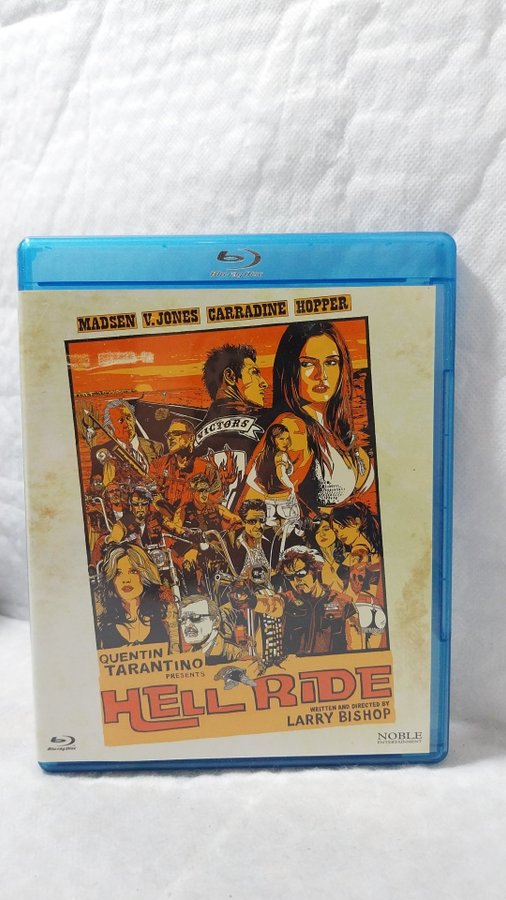 Blu-ray Disc
MADSEN V. JONES CARRADINE HOPPER
VICTORS
QUENTIN
TARANTINO
PRESENTS
HELL RIDE
WRITTEN AND DIRECTED BY
LARRY BISHOP
Blu-ray Disc
NOBLE
ENTERTAINMENT